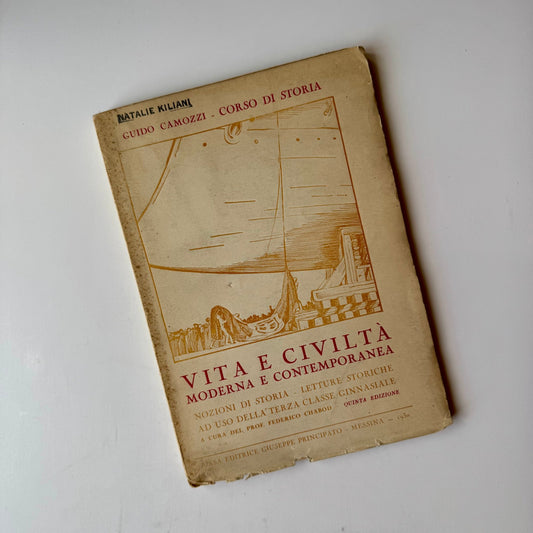 NATALIE KILIANI
GUIDO CAMOZZI - CORSO DI STORIA
VITA E CIVILTÀ
MODERNA E CONTEMPORANEA
NOZIONI DI STORIA - LETTURE STORICHE
AD USO DELLA TERZA CLASSE GINNASIALE
A CURA DEL PROF. FEDERICO CHABOD - QUINTA EDIZIONE
CASA EDITRICE GIUSEPPE PRINCIPATO - MESSINA - 1930